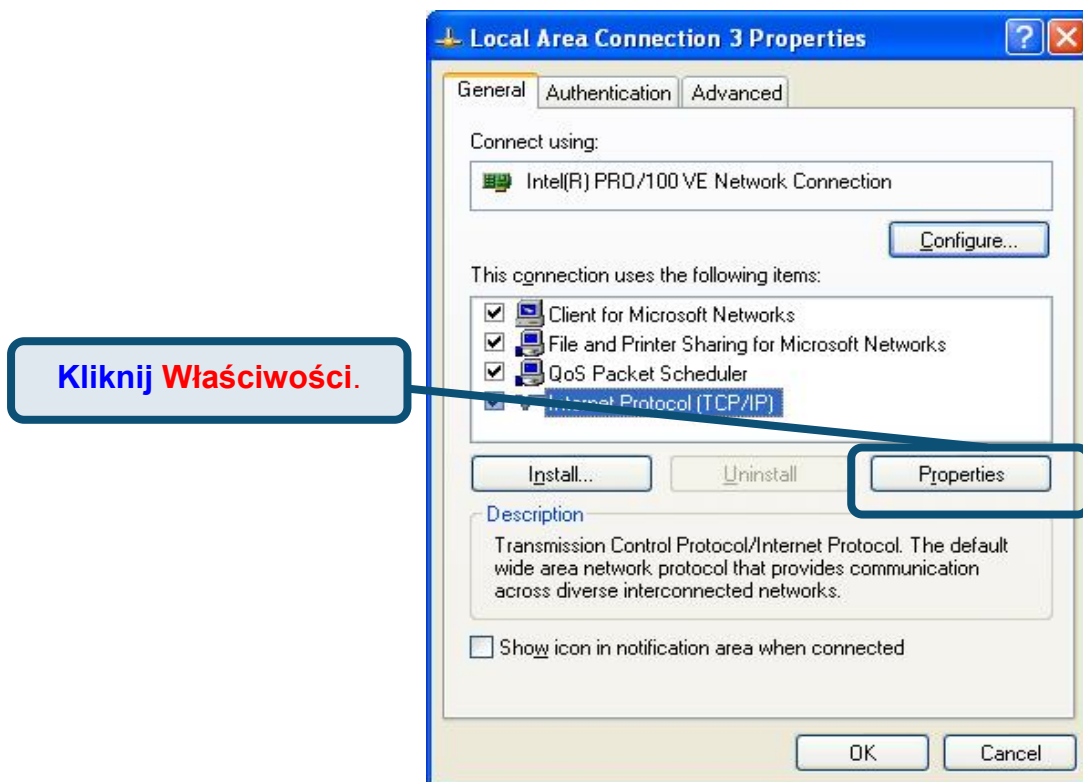 Local Area Connection 3 Properties
General Authentication Advanced
Connect using:
Intel(R) PRO/100 VE Network Connection
Configure...
This connection uses the following items:
Client for Microsoft Networks
File and Printer Sharing for Microsoft Networks
QoS Packet Scheduler
Internet Protocol (TCP/IP)
Kliknij Właściwości.
Install... Uninstall Properties
Description
Transmission Control Protocol/Internet Protocol. The default
wide area network protocol that provides communication
across diverse interconnected networks.
Show icon in notification area when connected
OK Cancel